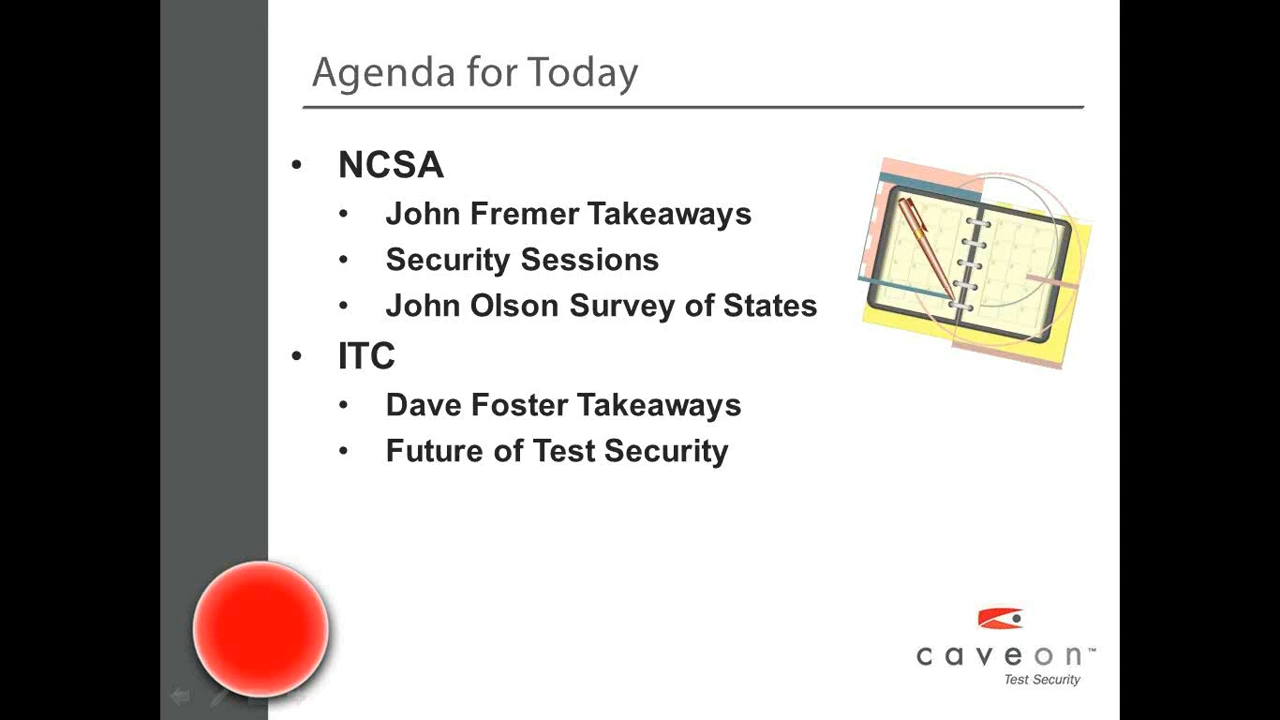 Agenda for Today
• NCSA
• John Fremer Takeaways
• Security Sessions
• John Olson Survey of States
• ITC
• Dave Foster Takeaways
• Future of Test Security
caveon™
Test Security